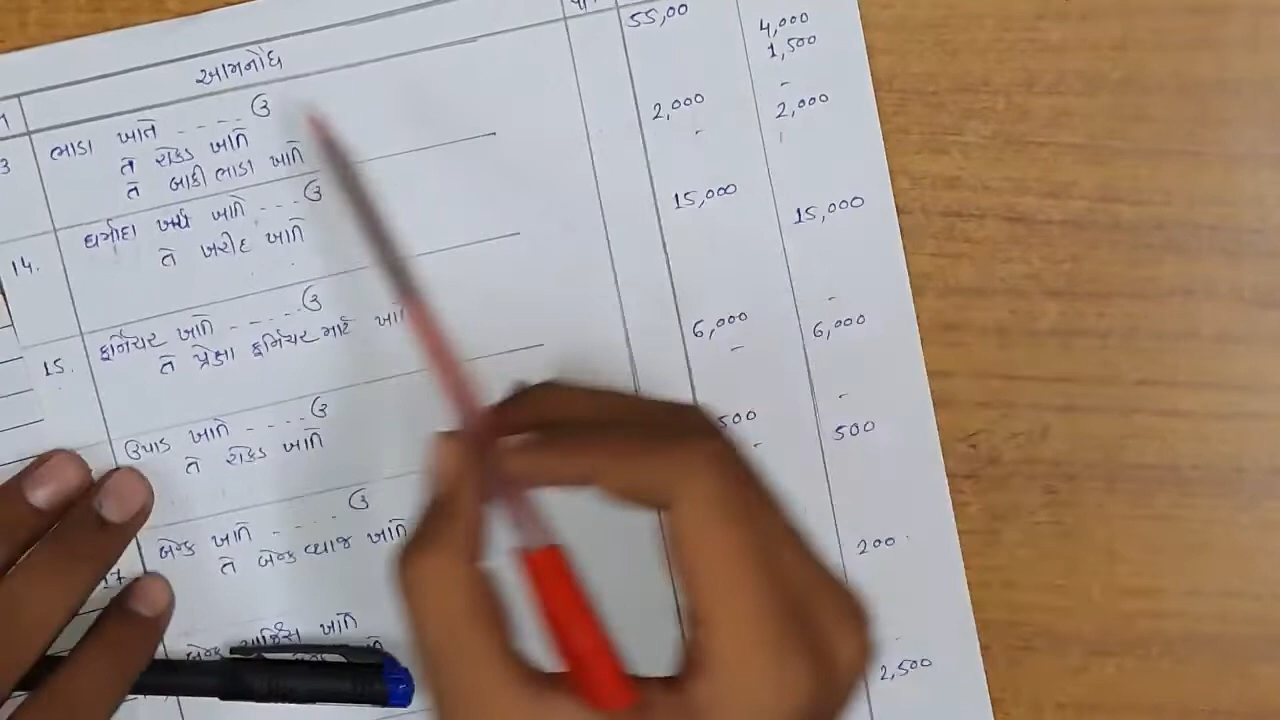 આમનોંધ
3 ભાડા ખાતે ---- ઉ 55,00
તે રોકડ ખાતે 4,000
તે બાકી ભાડા ખાતે 1,500
14. ધર્માદા ખર્ચ ખાતે --- ઉ 2,000
તે ખરીદ ખાતે 2,000
15. ફર્નિચર ખાતે ----- ઉ 15,000
તે પ્રેક્ષા ફર્નિચર માર્ટ 15,000
ઉપાડ ખાતે ---- ઉ 6,000
તે રોકડ ખાતે 6,000
બેન્ક ખાતે ---- ઉ 500
તે બેન્ક વ્યાજ ખાતે 500
બેન્ક ખાતે
200
2,500